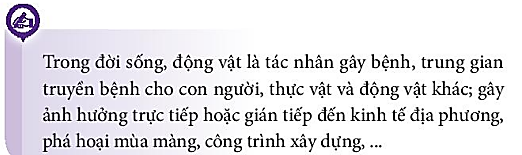 Trong đời sống, động vật là tác nhân gây bệnh, trung gian
truyền bệnh cho con người, thực vật và động vật khác; gây
ảnh hưởng trực tiếp hoặc gián tiếp đến kinh tế địa phương,
phá hoại mùa màng, công trình xây dựng, ...